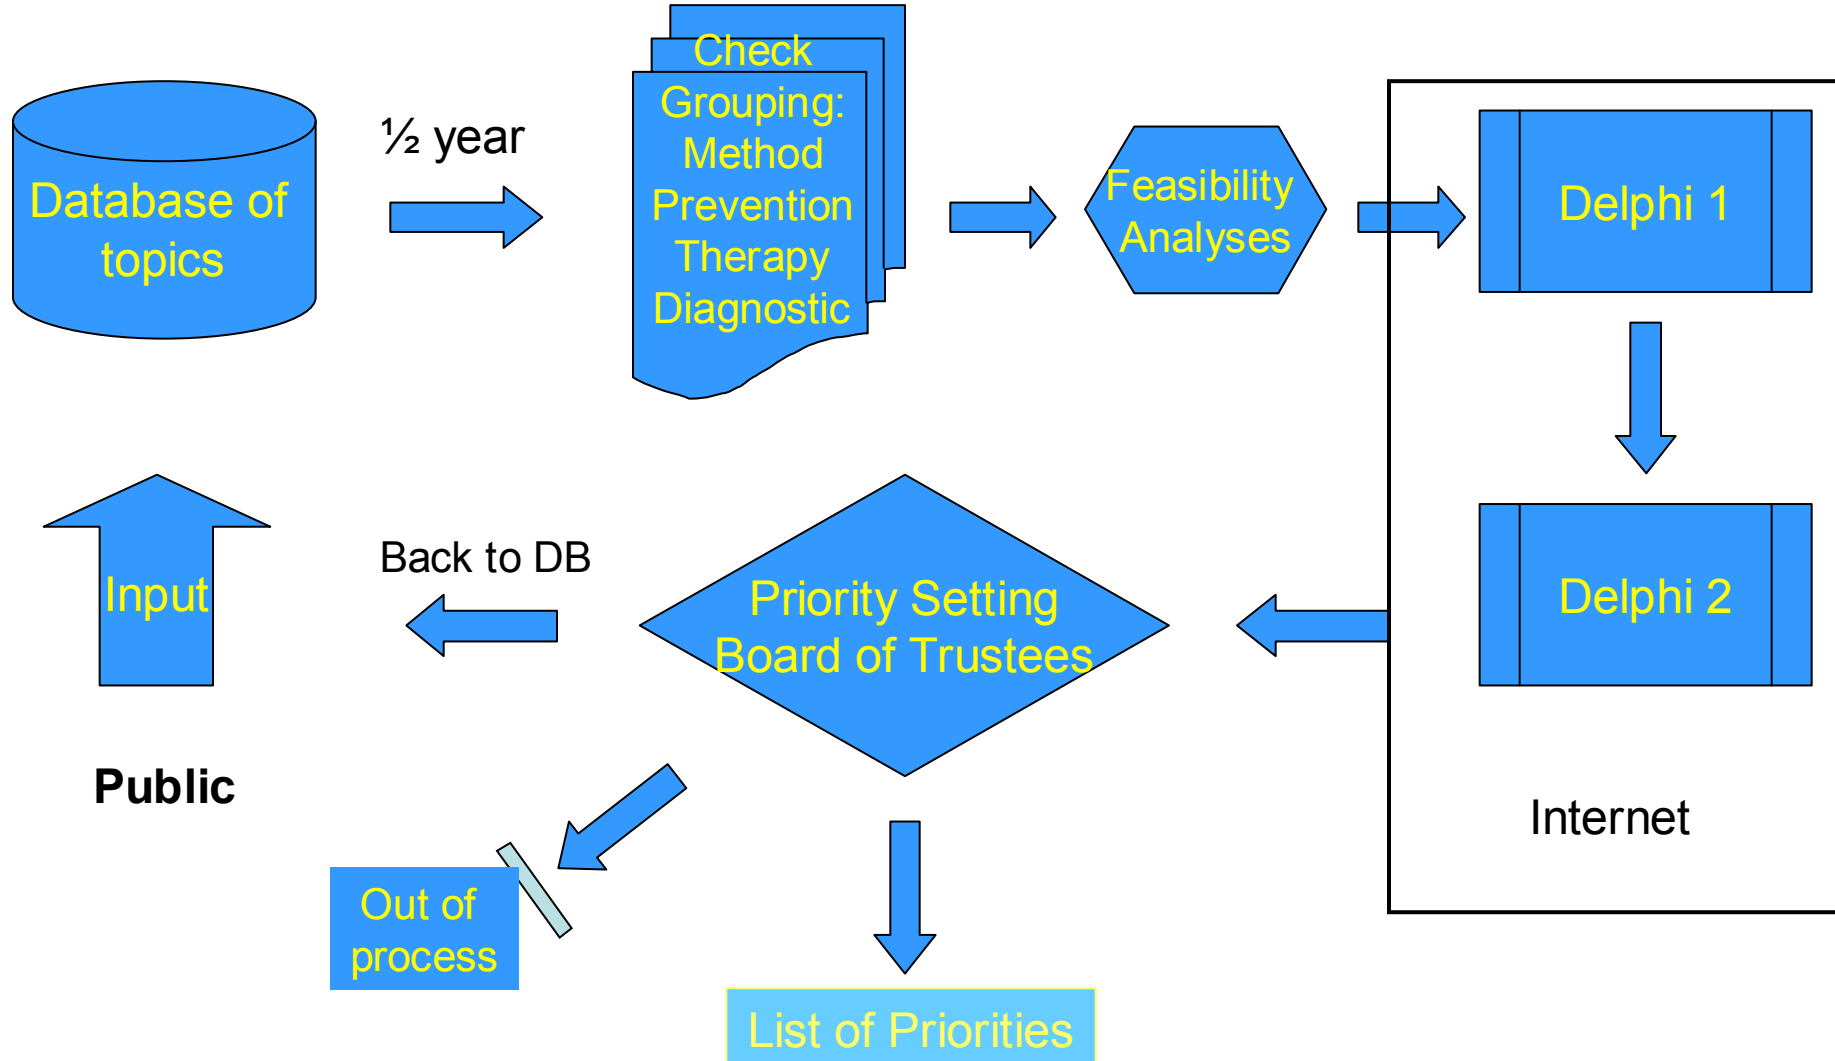 Database of
topics
½ year
Check
Grouping:
Method
Prevention
Therapy
Diagnostic
Feasibility
Analyses
Delphi 1
Delphi 2
Internet
Priority Setting
Board of Trustees
Back to DB
Input
Public
Out of
process
List of Priorities